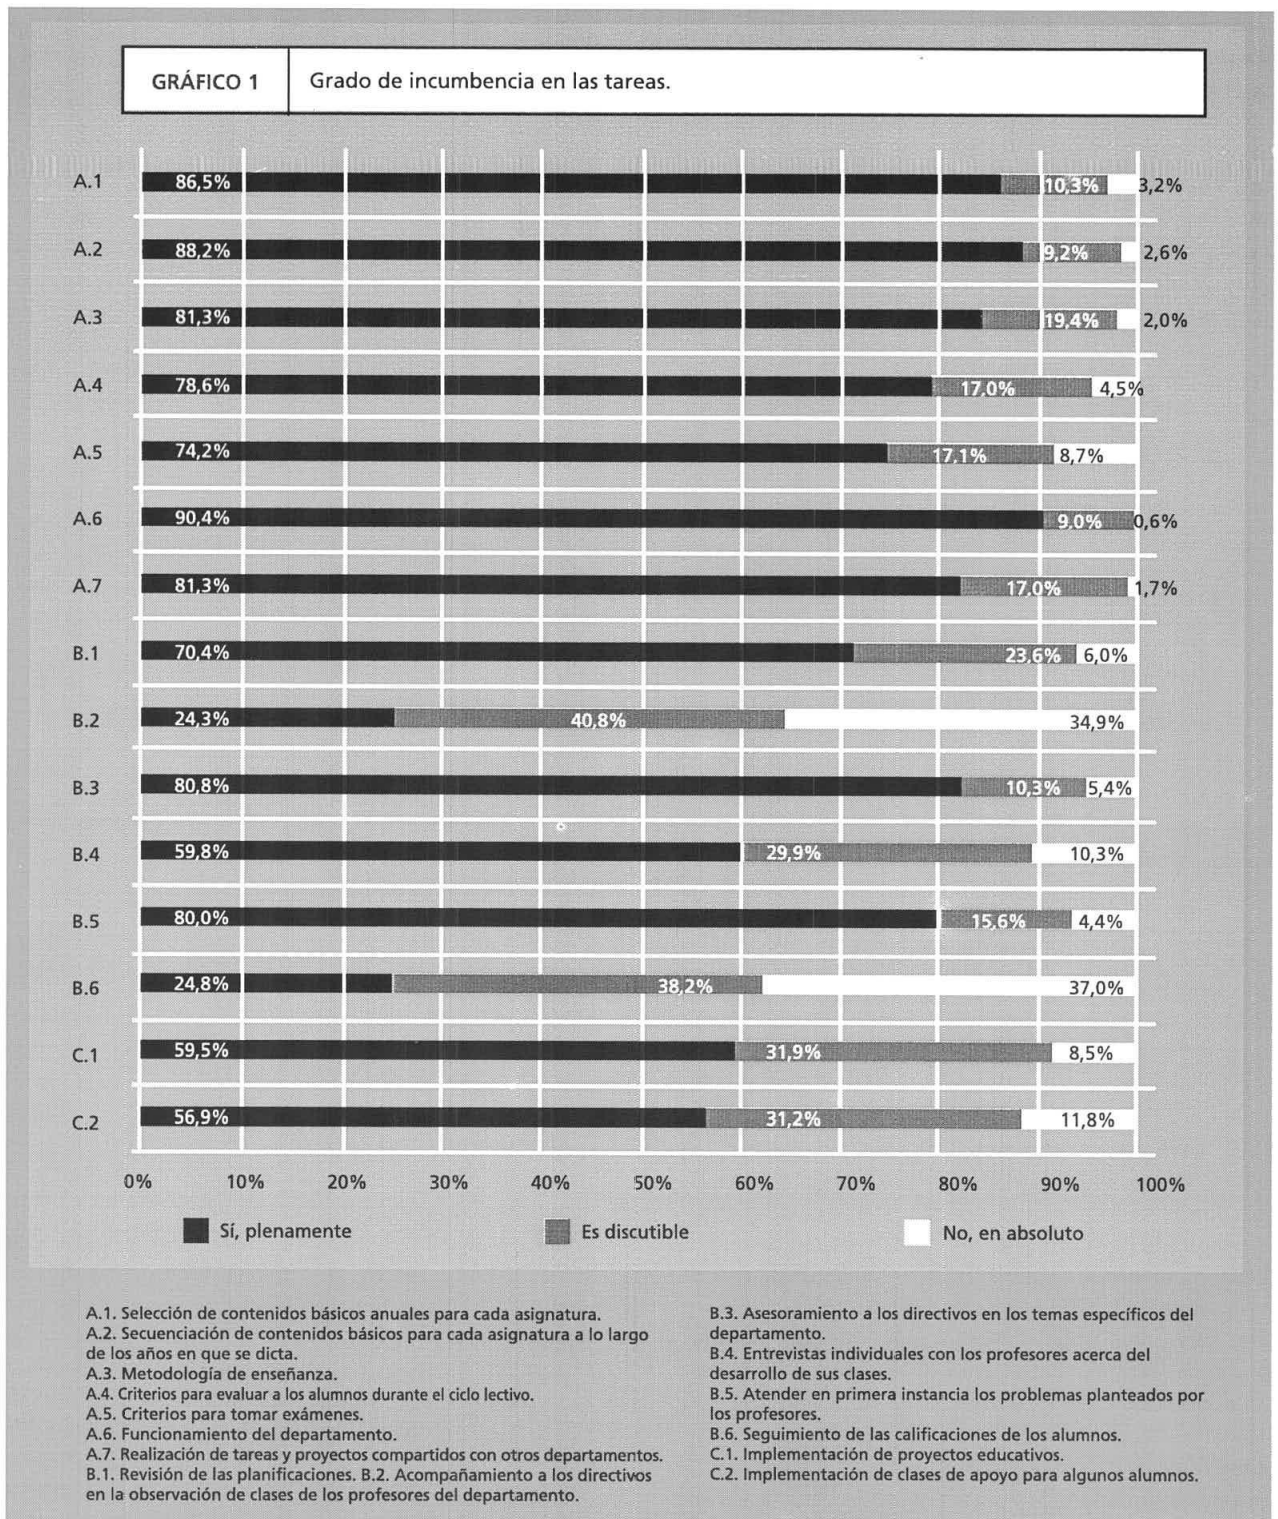 GRÁFICO 1 Grado de incumbencia en las tareas.
A.1 86,5% 10,3% 3,2%
A.2 88,2% 9,2% 2,6%
A.3 81,3% 19,4% 2,0%
A.4 78,6% 17,0% 4,5%
A.5 74,2% 17,1% 8,7%
A.6 90,4% 9.0% 0,6%
A.7 81,3% 17,0% 1,7%
B.1 70,4% 23,6% 6,0%
B.2 24,3% 40,8% 34,9%
B.3 80,8% 10,3% 5,4%
B.4 59,8% 29,9% 10,3%
B.5 80,0% 15,6% 4,4%
B.6 24,8% 38,2% 37,0%
C.1 59,5% 31,9% 8,5%
C.2 56,9% 31,2% 11,8%
0% 10% 20% 30% 40% 50% 60% 70% 80% 90% 100%
Sí, plenamente Es discutible No, en absoluto
A.1. Selección de contenidos básicos anuales para cada asignatura.
A.2. Secuenciación de contenidos básicos para cada asignatura a lo largo
de los años en que se dicta.
A.3. Metodología de enseñanza.
A.4. Criterios para evaluar a los alumnos durante el ciclo lectivo.
A.5. Criterios para tomar exámenes.
A.6. Funcionamiento del departamento.
A.7. Realización de tareas y proyectos compartidos con otros departamentos.
B.1. Revisión de las planificaciones. B.2. Acompañamiento a los directivos
en la observación de clases de los profesores del departamento.
B.3. Asesoramiento a los directivos en los temas específicos del
departamento.
B.4. Entrevistas individuales con los profesores acerca del
desarrollo de sus clases.
B.5. Atender en primera instancia los problemas planteados por
los profesores.
B.6. Seguimiento de las calificaciones de los alumnos.
C.1. Implementación de proyectos educativos.
C.2. Implementación de clases de apoyo para algunos alumnos.